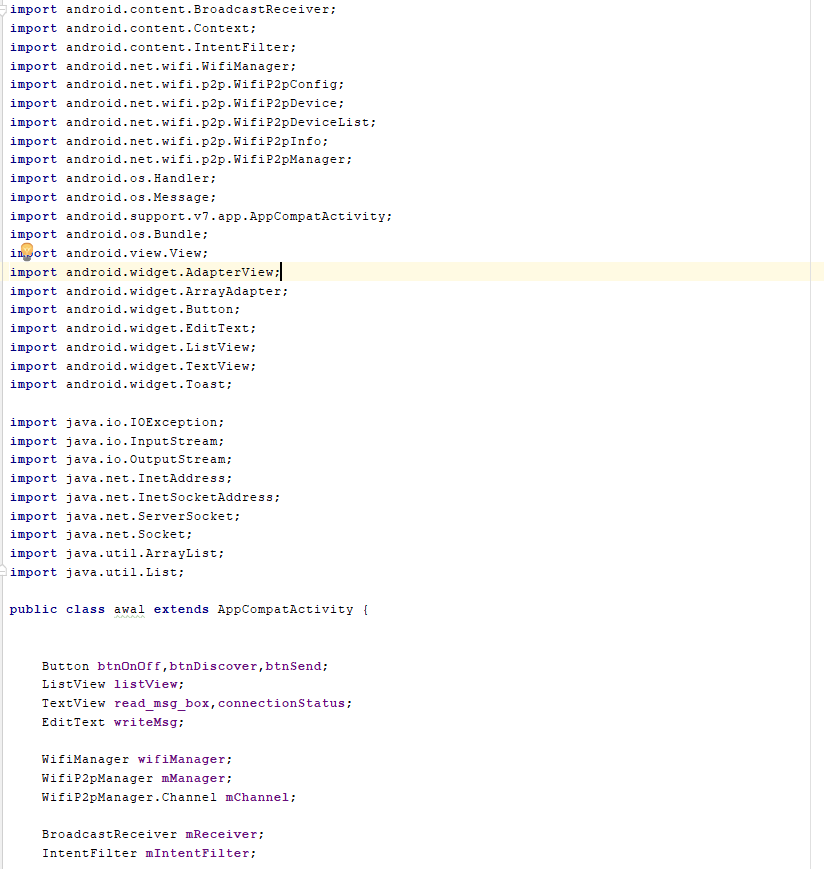 import android.content.BroadcastReceiver;
import android.content.Context;
import android.content.IntentFilter;
import android.net.wifi.WifiManager;
import android.net.wifi.p2p.WifiP2pConfig;
import android.net.wifi.p2p.WifiP2pDevice;
import android.net.wifi.p2p.WifiP2pDeviceList;
import android.net.wifi.p2p.WifiP2pInfo;
import android.net.wifi.p2p.WifiP2pManager;
import android.os.Handler;
import android.os.Message;
import android.support.v7.app.AppCompatActivity;
import android.os.Bundle;
import android.view.View;
import android.widget.AdapterView;
import android.widget.ArrayAdapter;
import android.widget.Button;
import android.widget.EditText;
import android.widget.ListView;
import android.widget.TextView;
import android.widget.Toast;
import java.io.IOException;
import java.io.InputStream;
import java.io.OutputStream;
import java.net.InetAddress;
import java.net.InetSocketAddress;
import java.net.ServerSocket;
import java.net.Socket;
import java.util.ArrayList;
import java.util.List;
public class awal extends AppCompatActivity {
Button btnOnOff,btnDiscover,btnSend;
ListView listView;
TextView read_msg_box,connectionStatus;
EditText writeMsg;
WifiManager wifiManager;
WifiP2pManager mManager;
WifiP2pManager.Channel mChannel;
BroadcastReceiver mReceiver;
IntentFilter mIntentFilter;